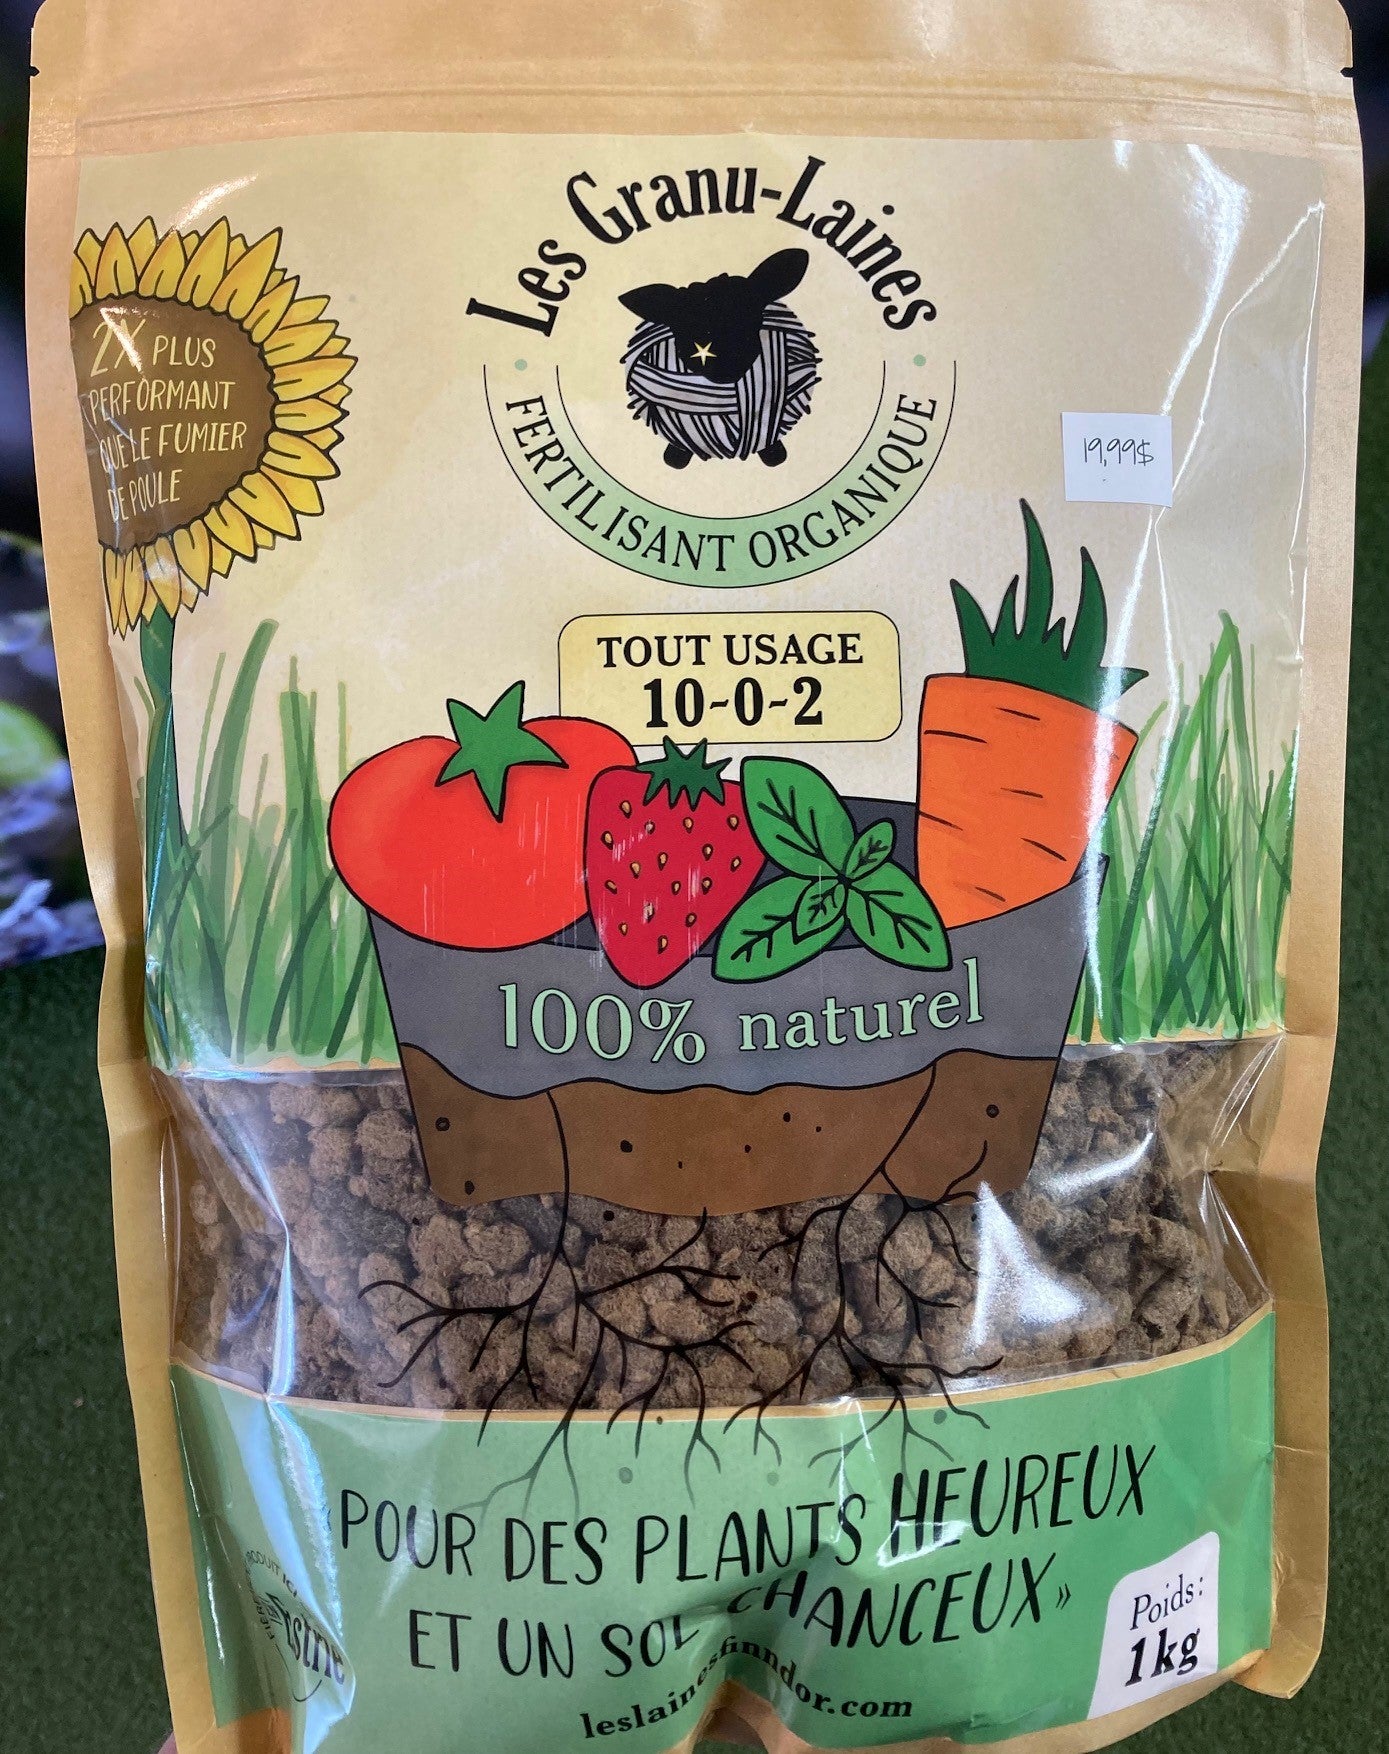 Les Granu-Laines
FERTILISANT ORGANIQUE
2X PLUS
PERFORMANT
QUE LE FUMIER
DE POULE
19,99$
TOUT USAGE
10-0-2
100% naturel
«POUR DES PLANTS HEUREUX
ET UN SOL CHANCEUX»
Poids:
1kg
leslainesfinndor.com